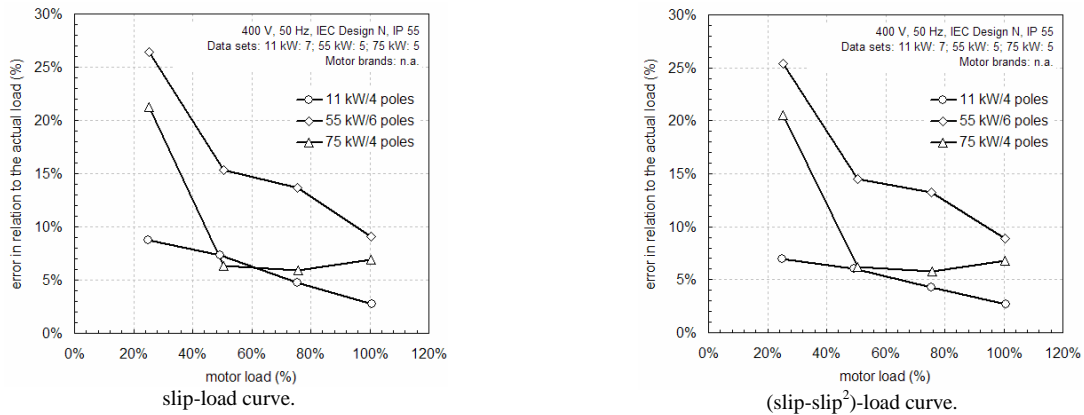 30%
25%
20%
15%
10%
5%
0%
error in relation to the actual load (%)
400 V, 50 Hz, IEC Design N, IP 55
Data sets: 11 kW: 7; 55 kW: 5; 75 kW: 5
Motor brands: n.a.
11 kW/4 poles
55 kW/6 poles
75 kW/4 poles
0% 20% 40% 60% 80% 100% 120%
motor load (%)
slip-load curve.
30%
25%
20%
15%
10%
5%
0%
error in relation to the actual load (%)
400 V, 50 Hz, IEC Design N, IP 55
Data sets: 11 kW: 7; 55 kW: 5; 75 kW: 5
Motor brands: n.a.
11 kW/4 poles
55 kW/6 poles
75 kW/4 poles
0% 20% 40% 60% 80% 100% 120%
motor load (%)
(slip-slip²)-load curve.